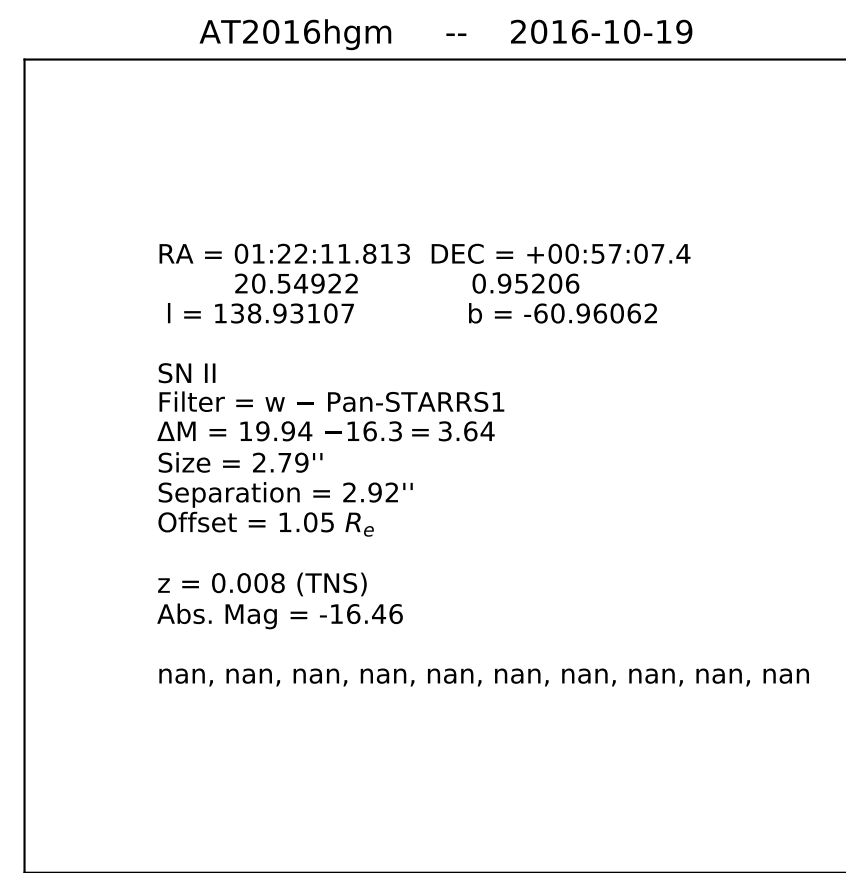 AT2016hgm -- 2016-10-19
RA = 01:22:11.813 DEC = +00:57:07.4
20.54922 0.95206
l = 138.93107 b = -60.96062
SN II
Filter = w − Pan-STARRS1
ΔM = 19.94 −16.3 = 3.64
Size = 2.79''
Separation = 2.92''
Offset = 1.05 Rₑ
z = 0.008 (TNS)
Abs. Mag = -16.46
nan, nan, nan, nan, nan, nan, nan, nan, nan, nan